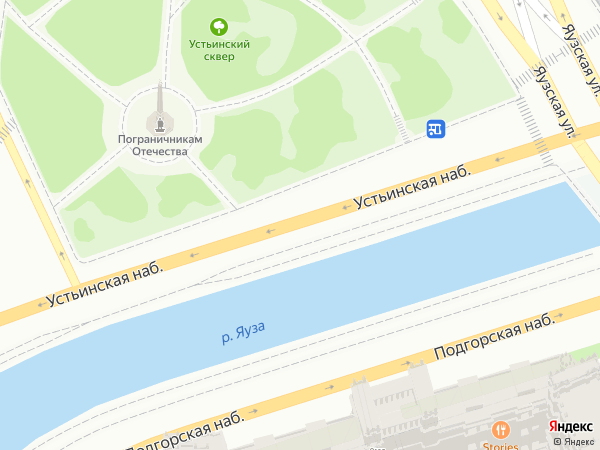 Устьинский
сквер
Яузская ул.
Яузская ул.
Пограничникам
Отечества
Устьинская наб.
Устьинская наб.
р. Яуза
Подгорская наб.
Подгорская наб.
Stories
Яндекс
© Яндекс